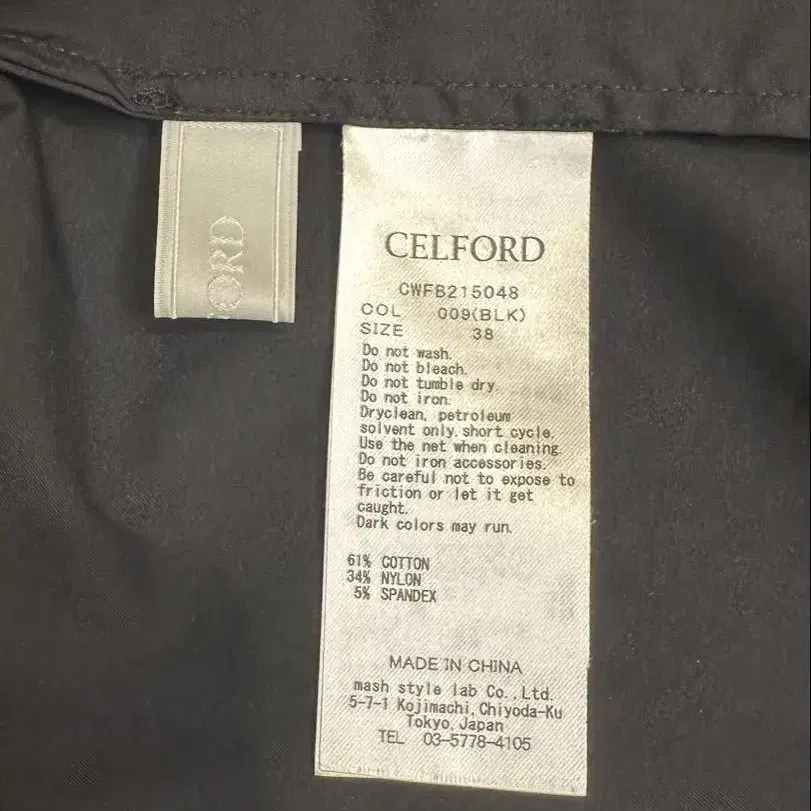 ORD
CELFORD
CWFB215048
COL 009(BLK)
SIZE 38
Do not wash.
Do not bleach.
Do not tumble dry.
Do not iron.
Dryclean, petroleum
solvent only, short cycle.
Use the net when cleaning.
Do not iron accessories.
Be careful not to expose to
friction or let it get
caught.
Dark colors may run.
61% COTTON
34% NYLON
5% SPANDEX
MADE IN CHINA
mash style lab Co.,Ltd.
5-7-1 Kojimachi,Chiyoda-Ku
Tokyo,Japan
TEL 03-5778-4105